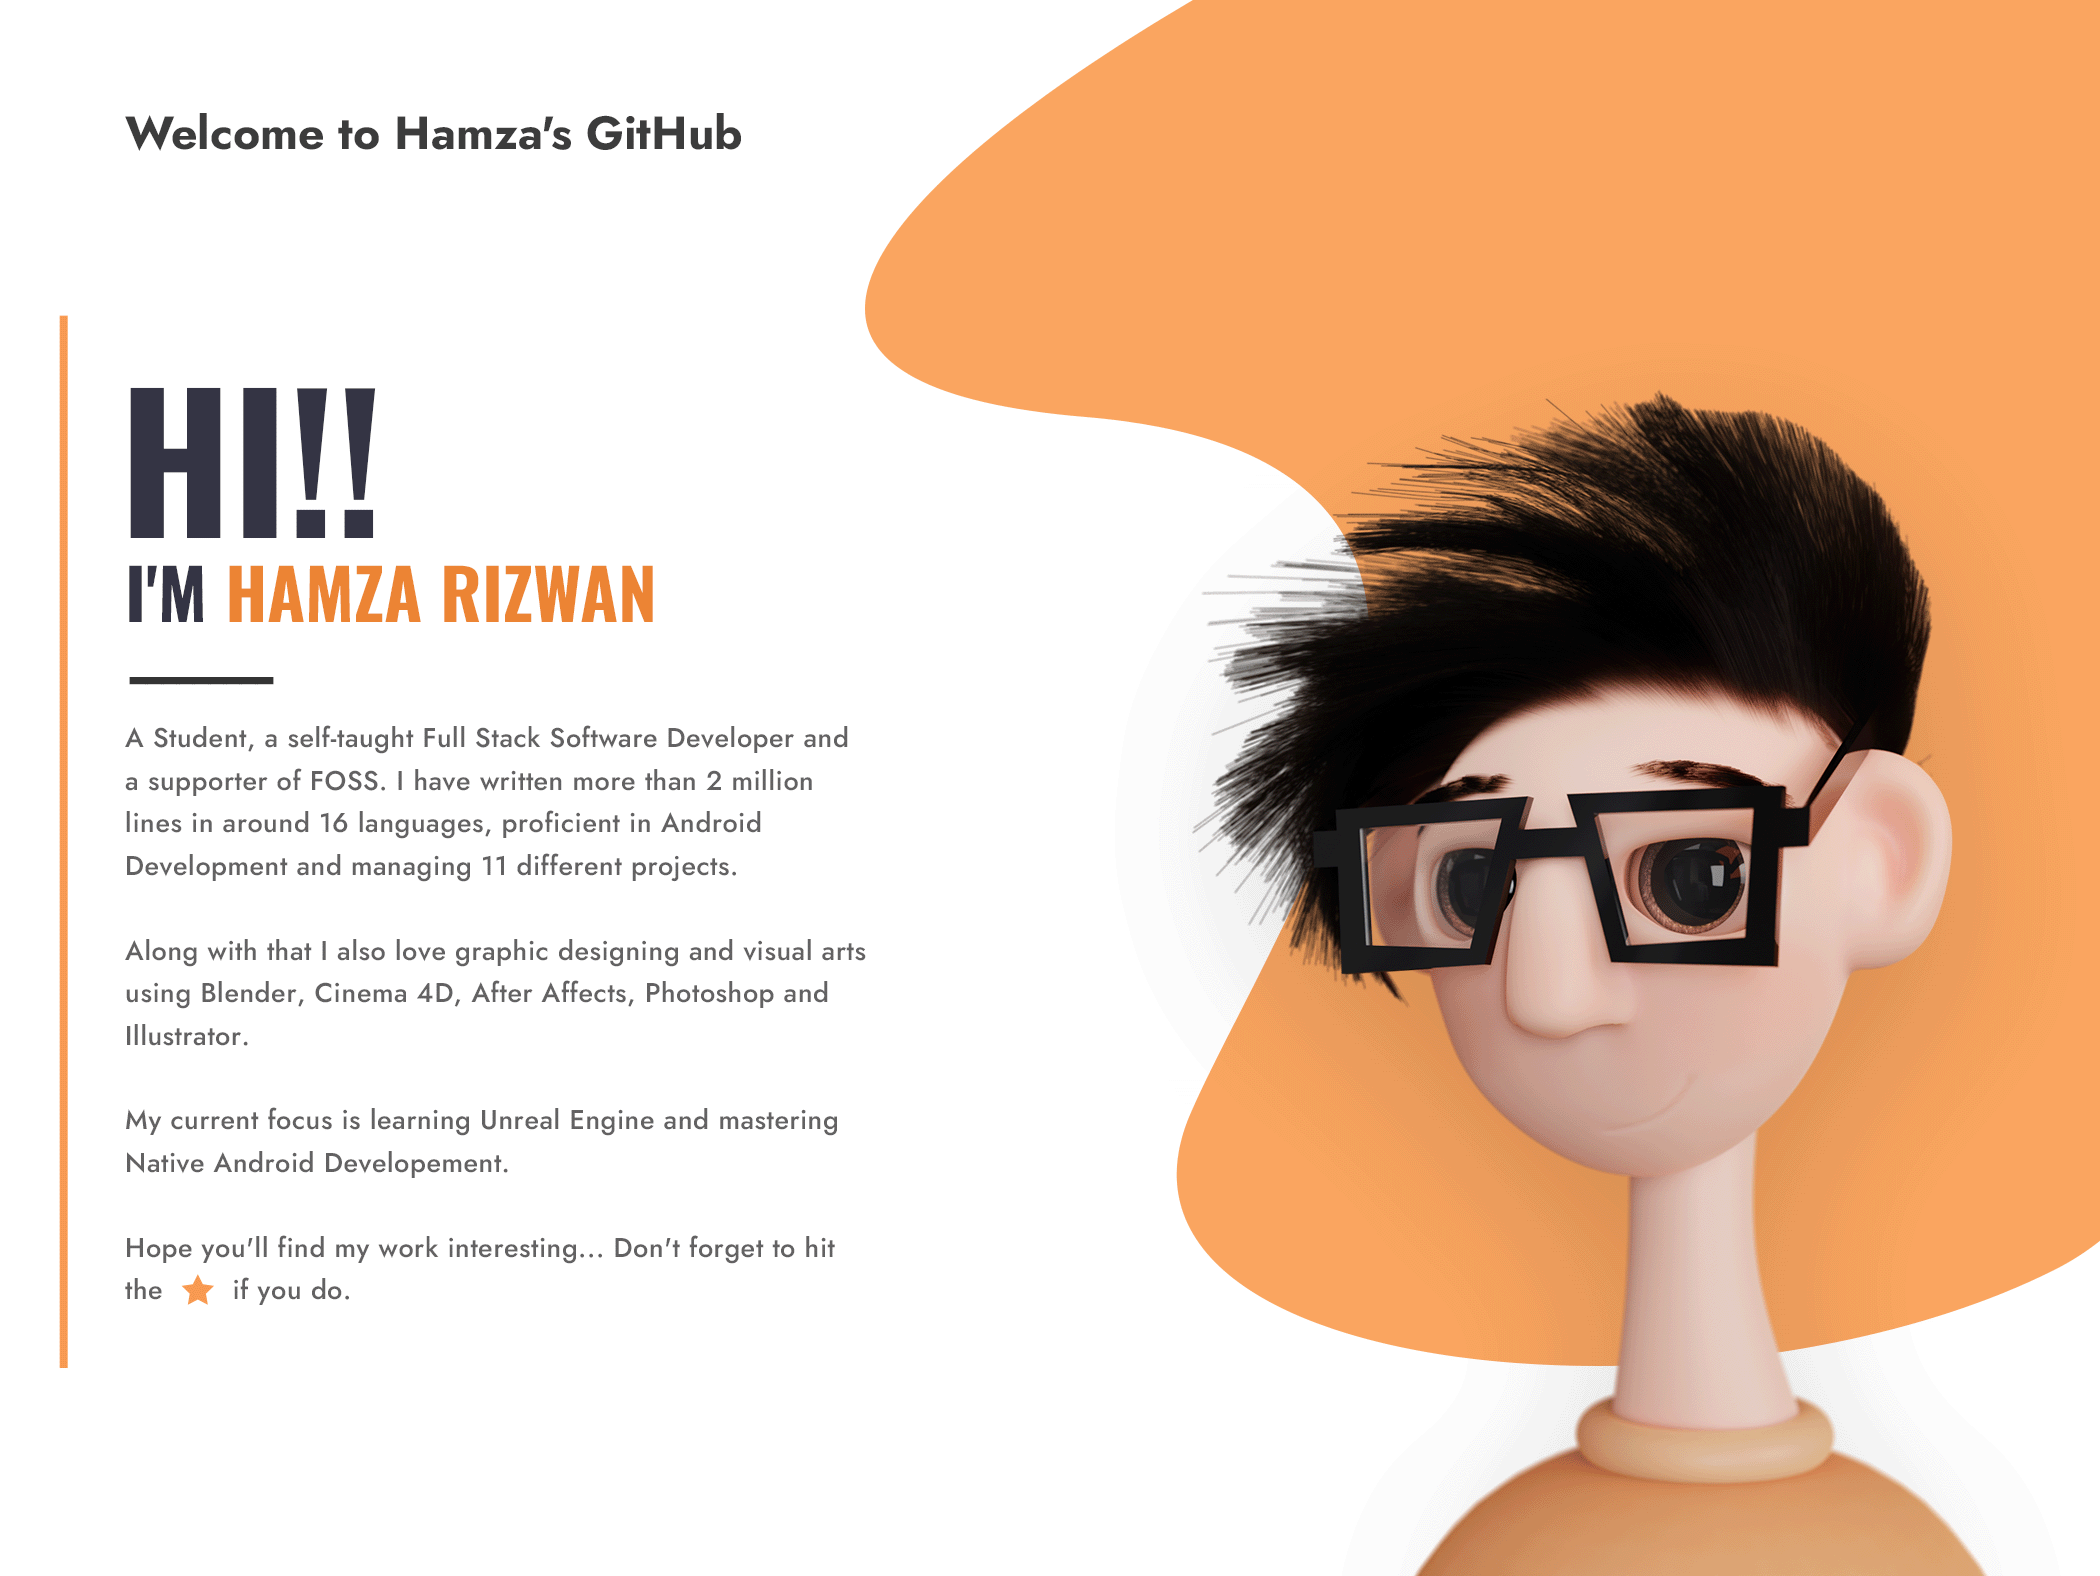 Welcome to Hamza's GitHub
HI!!
I'M HAMZA RIZWAN
A Student, a self-taught Full Stack Software Developer and
a supporter of FOSS. I have written more than 2 million
lines in around 16 languages, proficient in Android
Development and managing 11 different projects.
Along with that I also love graphic designing and visual arts
using Blender, Cinema 4D, After Affects, Photoshop and
Illustrator.
My current focus is learning Unreal Engine and mastering
Native Android Developement.
Hope you'll find my work interesting... Don't forget to hit
the if you do.